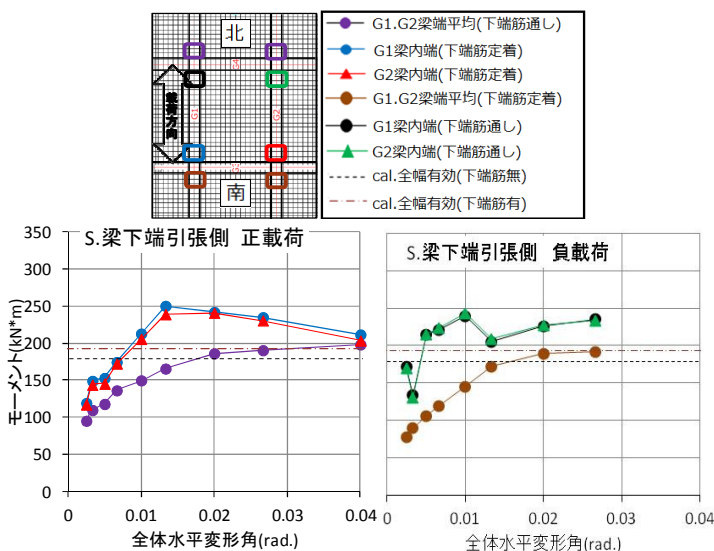 北
G4
載荷方向
G1
G2
南
G1.G2梁端平均(下端筋通し)
G1梁内端(下端筋定着)
G2梁内端(下端筋定着)
G1.G2梁端平均(下端筋定着)
G1梁内端(下端筋通し)
G2梁内端(下端筋通し)
cal.全幅有効(下端筋無)
cal.全幅有効(下端筋有)
S.梁下端引張側 正載荷
モーメント(kN*m)
350
300
250
200
150
100
50
0
0
0.01
0.02
0.03
0.04
全体水平変形角(rad.)
S.梁下端引張側 負載荷
0
0.01
0.02
0.03
0.04
全体水平変形角(rad.)